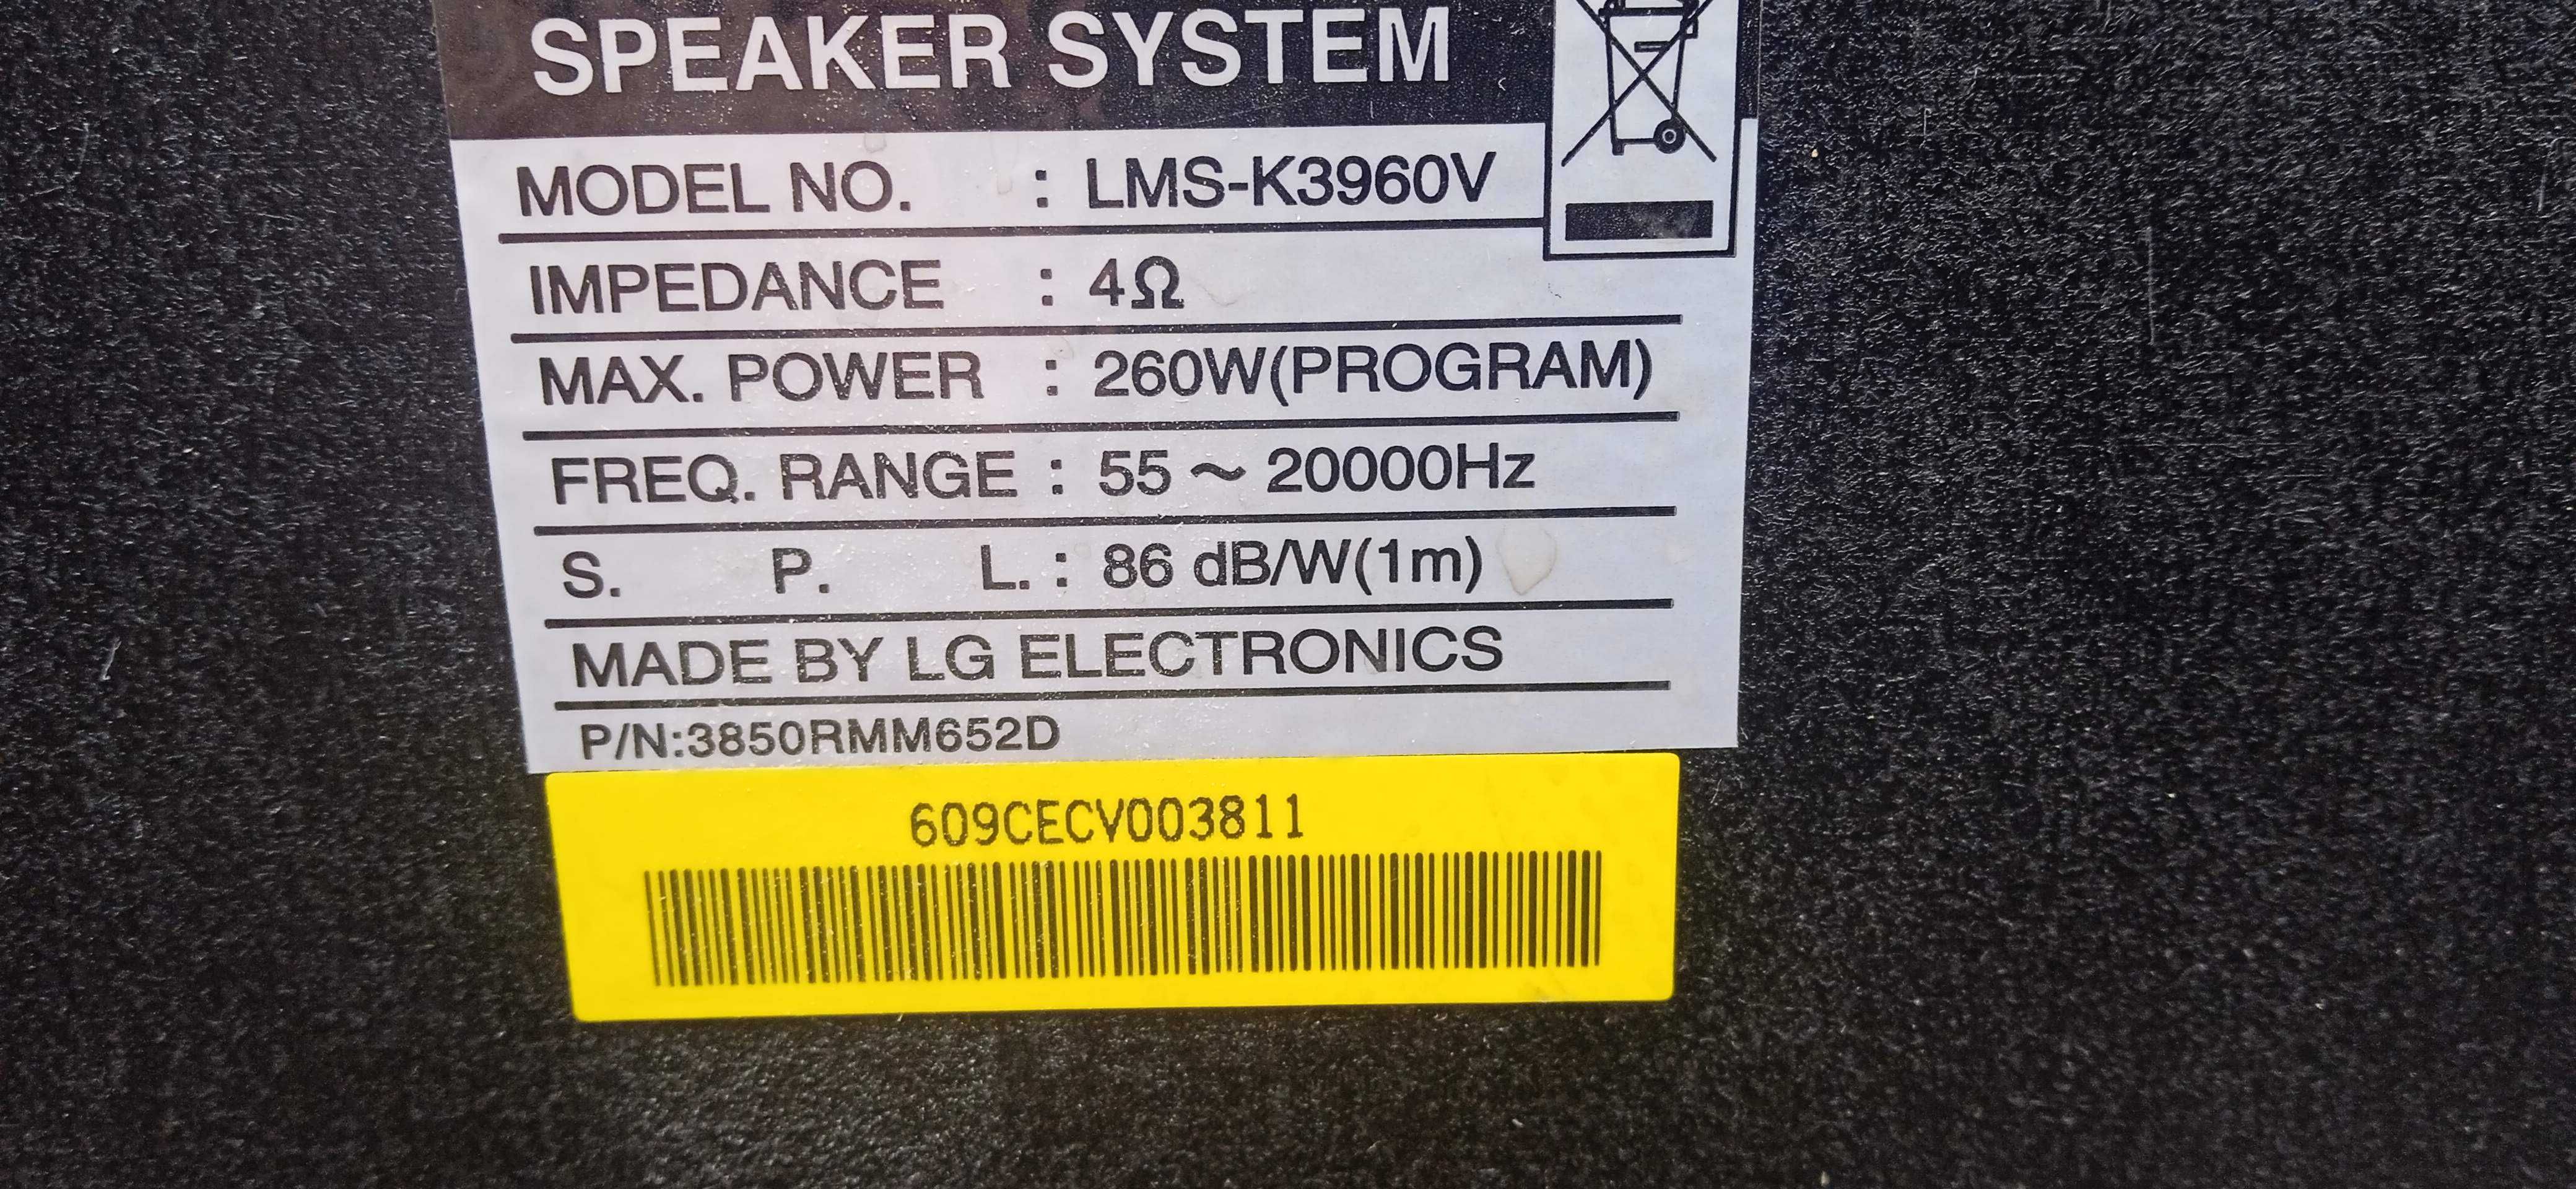 SPEAKER SYSTEM
MODEL NO. : LMS-K3960V
IMPEDANCE : 4Ω
MAX. POWER : 260W(PROGRAM)
FREQ. RANGE : 55 ~ 20000Hz
S. P. L. : 86 dB/W(1m)
MADE BY LG ELECTRONICS
P/N:3850RMM652D
609CECV003811